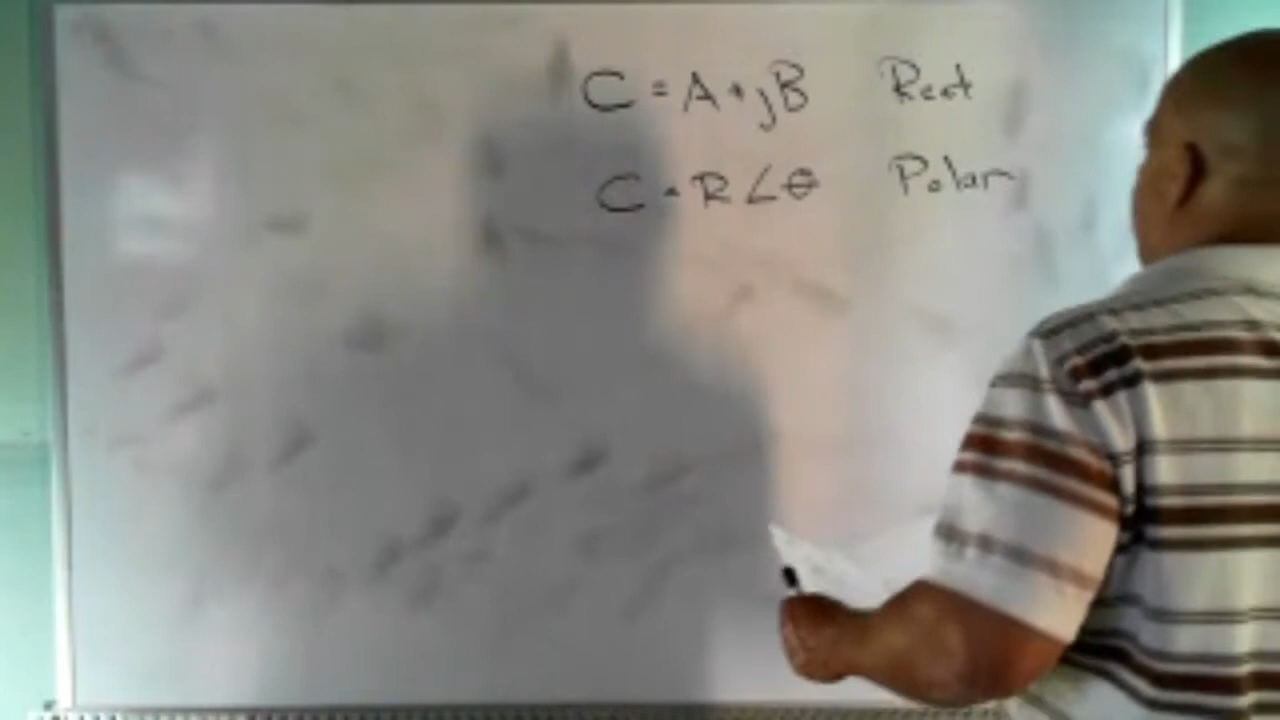 C = A + jB Rect
C = R∠θ Polar